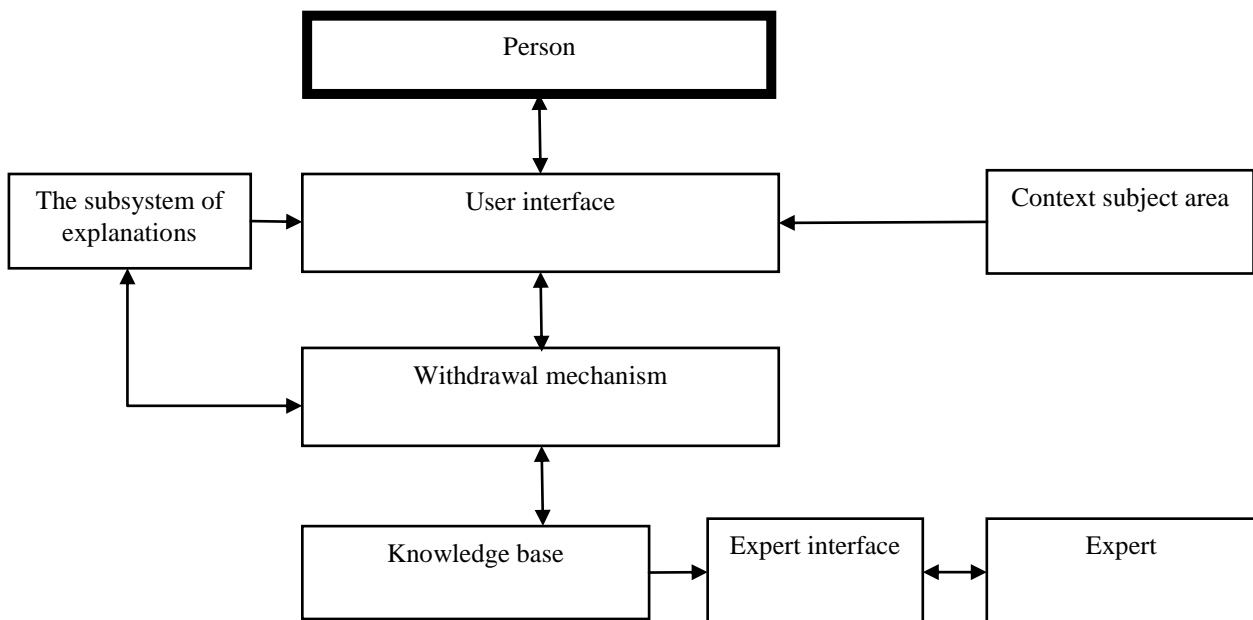 Person
The subsystem of
explanations
User interface
Context subject area
Withdrawal mechanism
Knowledge base
Expert interface
Expert